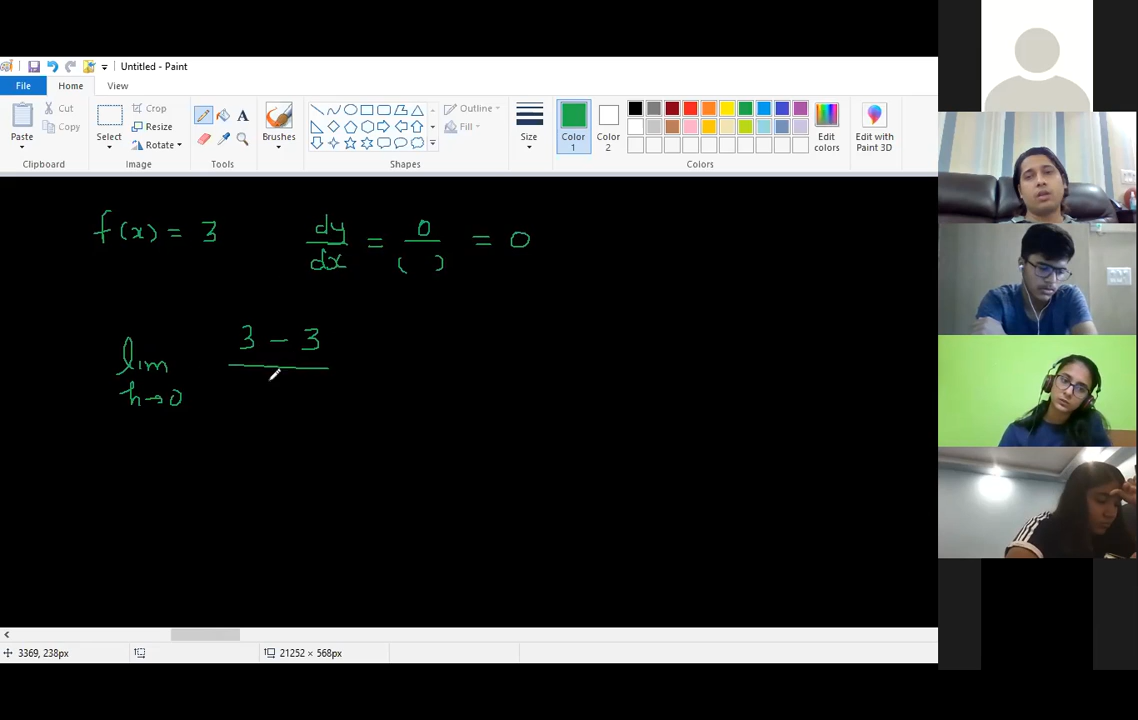 Untitled - Paint
File Home View
Paste
Cut
Copy
Clipboard
Select
Crop
Resize
Rotate
Image
A
Tools
Brushes
Outline
Fill
Shapes
Size
Color 1
Color 2
Edit colors
Colors
Edit with Paint 3D
f(x) = 3
dy/dx = 0/( ) = 0
lim h→0 3 - 3
3369, 238px
21252 × 568px